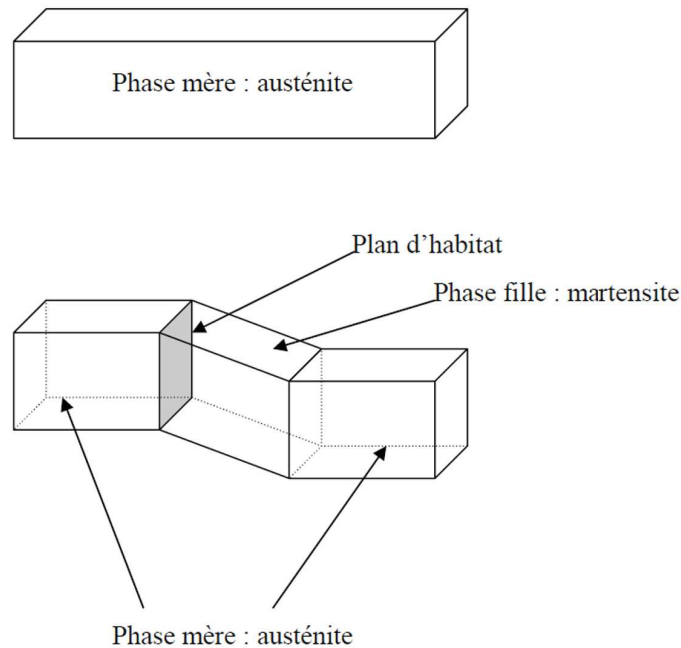 Phase mère : austénite
Plan d’habitat
Phase fille : martensite
Phase mère : austénite